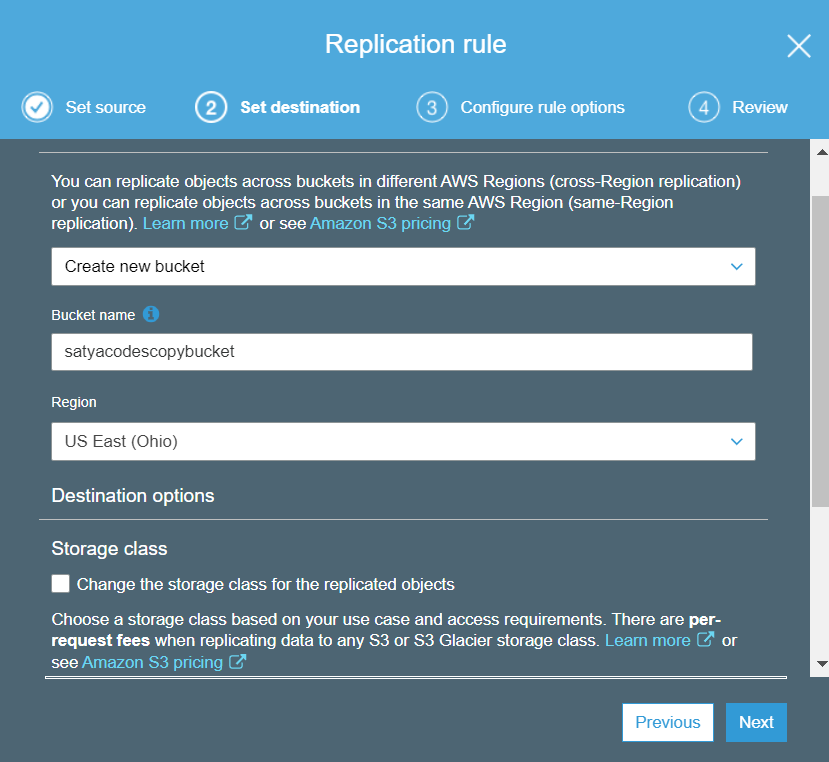 Replication rule
Set source
2 Set destination
3 Configure rule options
4 Review
You can replicate objects across buckets in different AWS Regions (cross-Region replication)
or you can replicate objects across buckets in the same AWS Region (same-Region
replication). Learn more or see Amazon S3 pricing
Create new bucket
Bucket name
satyacodescopybucket
Region
US East (Ohio)
Destination options
Storage class
Change the storage class for the replicated objects
Choose a storage class based on your use case and access requirements. There are per-
request fees when replicating data to any S3 or S3 Glacier storage class. Learn more or
see Amazon S3 pricing
Previous
Next